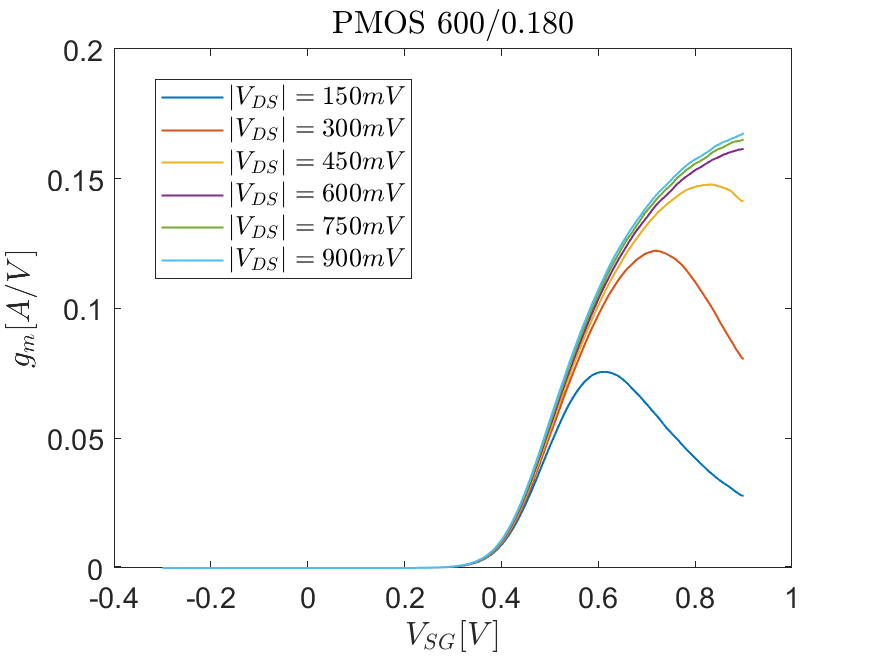 PMOS 600/0.180
0.2
0.15
0.1
0.05
0
g_m[A/V]
|V_DS| = 150mV
|V_DS| = 300mV
|V_DS| = 450mV
|V_DS| = 600mV
|V_DS| = 750mV
|V_DS| = 900mV
-0.4 -0.2 0 0.2 0.4 0.6 0.8 1
V_SG[V]